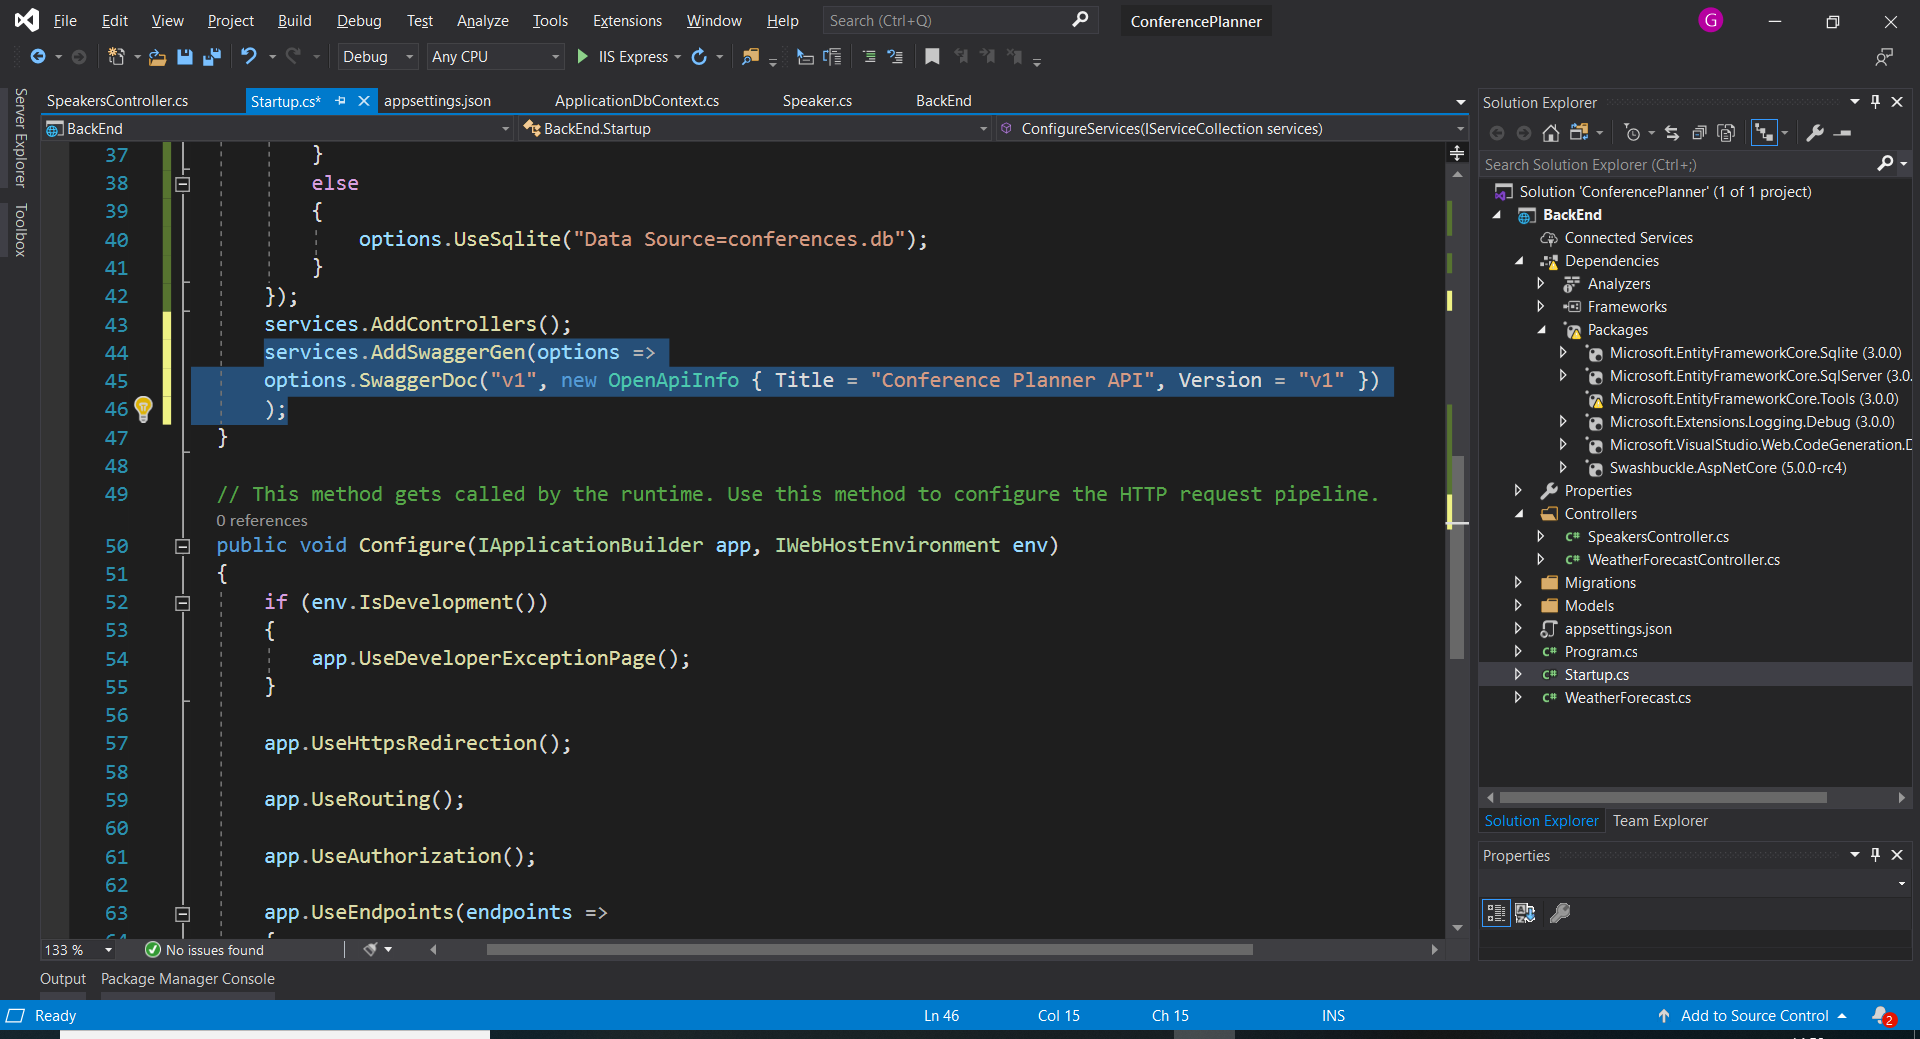 File Edit View Project Build Debug Test Analyze Tools Extensions Window Help Search (Ctrl+Q) ConferencePlanner G
Debug Any CPU IIS Express
Server Explorer
Toolbox
SpeakersController.cs Startup.cs* appsettings.json ApplicationDbContext.cs Speaker.cs BackEnd
BackEnd BackEnd.Startup ConfigureServices(IServiceCollection services)
37 }
38 else
39 {
40 options.UseSqlite("Data Source=conferences.db");
41 }
42 });
43 services.AddControllers();
44 services.AddSwaggerGen(options =>
45 options.SwaggerDoc("v1", new OpenApiInfo { Title = "Conference Planner API", Version = "v1" })
46 );
47 }
48
49 // This method gets called by the runtime. Use this method to configure the HTTP request pipeline.
0 references
50 public void Configure(IApplicationBuilder app, IWebHostEnvironment env)
51 {
52 if (env.IsDevelopment())
53 {
54 app.UseDeveloperExceptionPage();
55 }
56
57 app.UseHttpsRedirection();
58
59 app.UseRouting();
60
61 app.UseAuthorization();
62
63 app.UseEndpoints(endpoints =>
{
133 % No issues found
Output Package Manager Console
Solution Explorer
Search Solution Explorer (Ctrl+;)
Solution 'ConferencePlanner' (1 of 1 project)
BackEnd
Connected Services
Dependencies
Analyzers
Frameworks
Packages
Microsoft.EntityFrameworkCore.Sqlite (3.0.0)
Microsoft.EntityFrameworkCore.SqlServer (3.0.
Microsoft.EntityFrameworkCore.Tools (3.0.0)
Microsoft.Extensions.Logging.Debug (3.0.0)
Microsoft.VisualStudio.Web.CodeGeneration.D
Swashbuckle.AspNetCore (5.0.0-rc4)
Properties
Controllers
SpeakersController.cs
WeatherForecastController.cs
Migrations
Models
appsettings.json
Program.cs
Startup.cs
WeatherForecast.cs
Solution Explorer Team Explorer
Properties
Ready Ln 46 Col 15 Ch 15 INS Add to Source Control 2